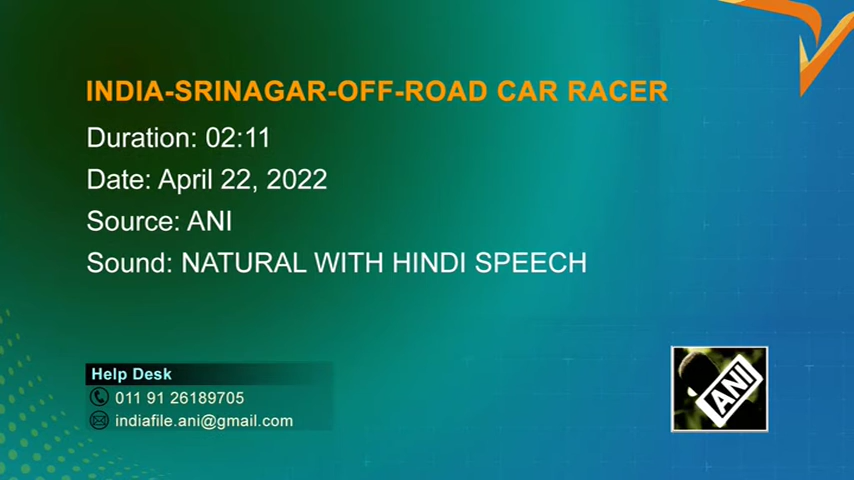 INDIA-SRINAGAR-OFF-ROAD CAR RACER
Duration: 02:11
Date: April 22, 2022
Source: ANI
Sound: NATURAL WITH HINDI SPEECH
Help Desk
011 91 26189705
indiafile.ani@gmail.com
ANI